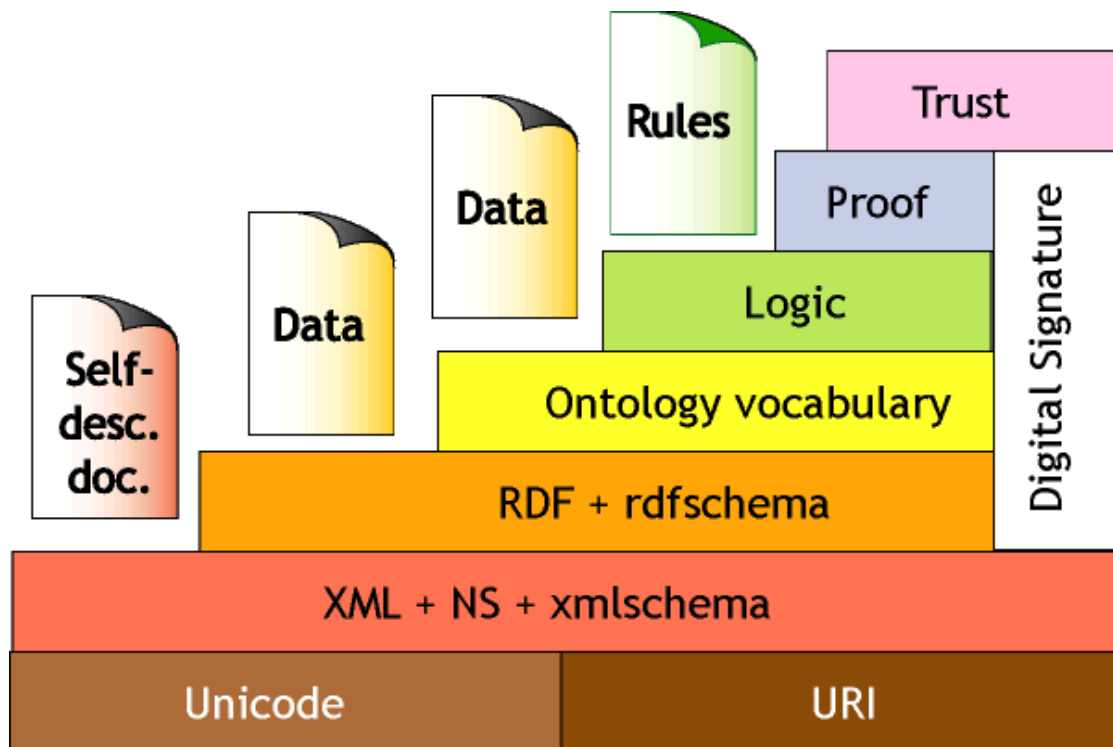 Rules
Trust
Data
Proof
Data
Logic
Self-
desc.
doc.
Ontology vocabulary
Digital Signature
RDF + rdfschema
XML + NS + xmlschema
Unicode
URI